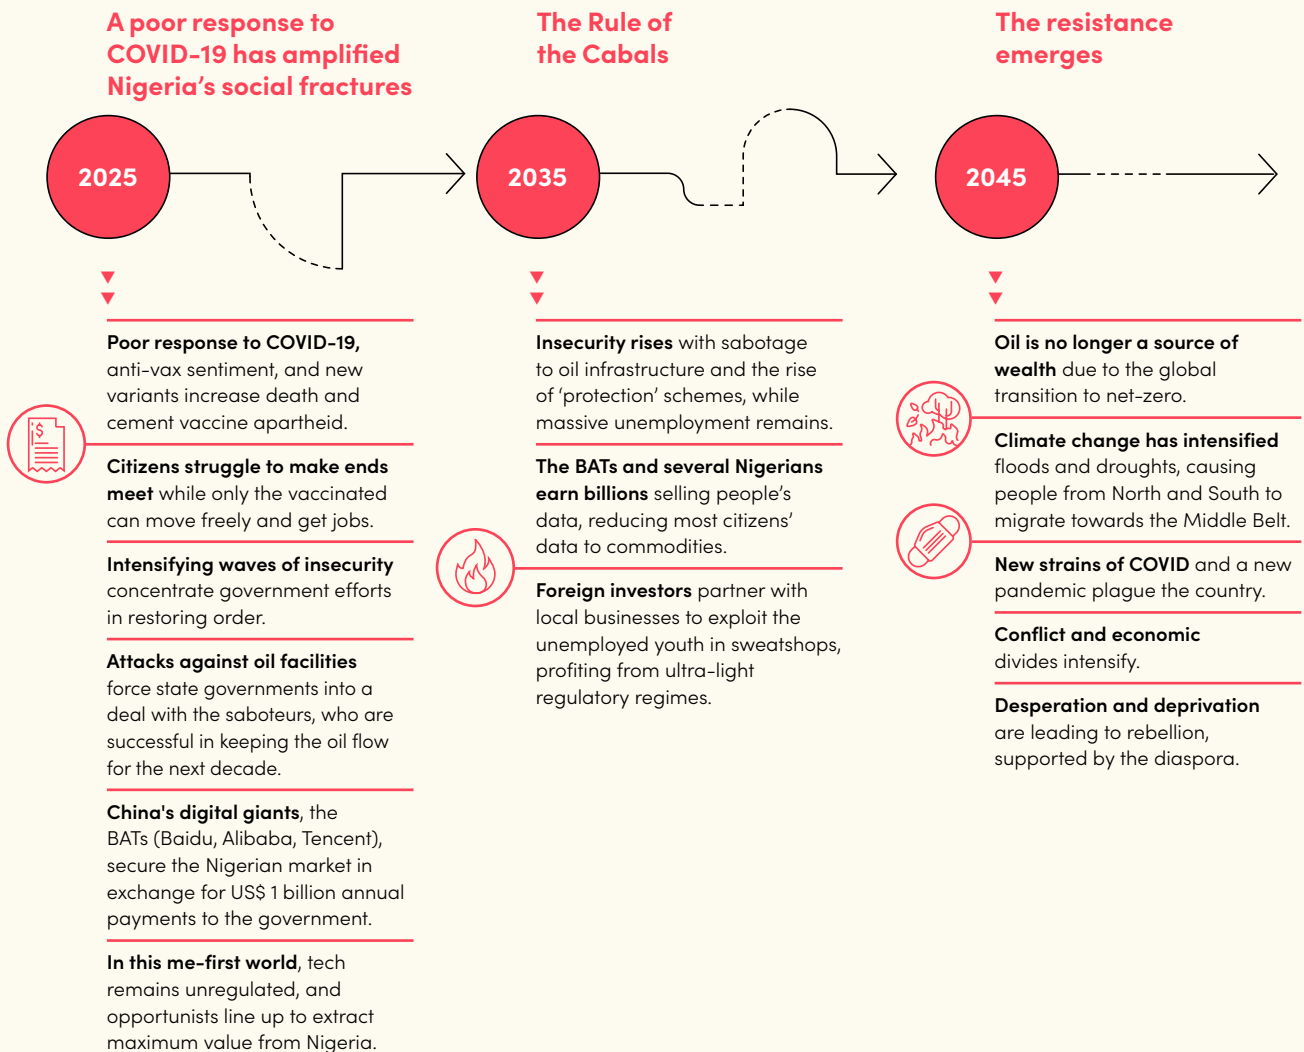 A poor response to
COVID-19 has amplified
Nigeria's social fractures
2025
Poor response to COVID-19,
anti-vax sentiment, and new
variants increase death and
cement vaccine apartheid.
$
Citizens struggle to make ends
meet while only the vaccinated
can move freely and get jobs.
Intensifying waves of insecurity
concentrate government efforts
in restoring order.
Attacks against oil facilities
force state governments into a
deal with the saboteurs, who are
successful in keeping the oil flow
for the next decade.
China's digital giants, the
BATs (Baidu, Alibaba, Tencent),
secure the Nigerian market in
exchange for US$ 1 billion annual
payments to the government.
In this me-first world, tech
remains unregulated, and
opportunists line up to extract
maximum value from Nigeria.
The Rule of
the Cabals
2035
Insecurity rises with sabotage
to oil infrastructure and the rise
of ‘protection’ schemes, while
massive unemployment remains.
The BATs and several Nigerians
earn billions selling people's
data, reducing most citizens'
data to commodities.
Foreign investors partner with
local businesses to exploit the
unemployed youth in sweatshops,
profiting from ultra-light
regulatory regimes.
The resistance
emerges
2045
Oil is no longer a source of
wealth due to the global
transition to net-zero.
Climate change has intensified
floods and droughts, causing
people from North and South to
migrate towards the Middle Belt.
New strains of COVID and a new
pandemic plague the country.
Conflict and economic
divides intensify.
Desperation and deprivation
are leading to rebellion,
supported by the diaspora.